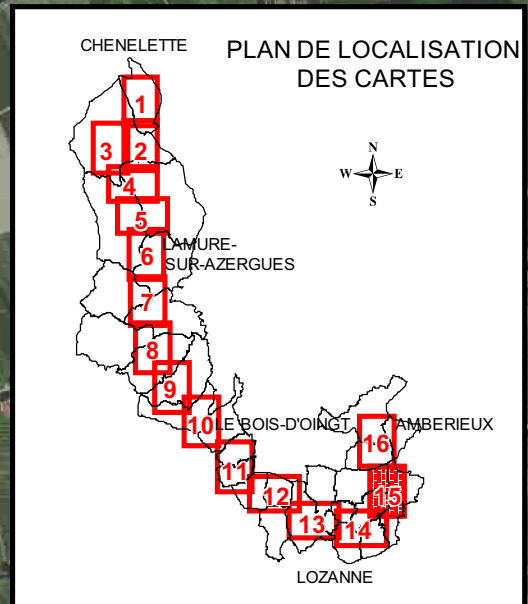 CHENELETTE
PLAN DE LOCALISATION
DES CARTES
1
3 2
4
5
6
LAMURE-
SUR-AZERGUES
7
8
9
10
LE BOIS-D'OINGT
AMBERIEUX
16
11
12
15
13
14
LOZANNE
N
W E
S